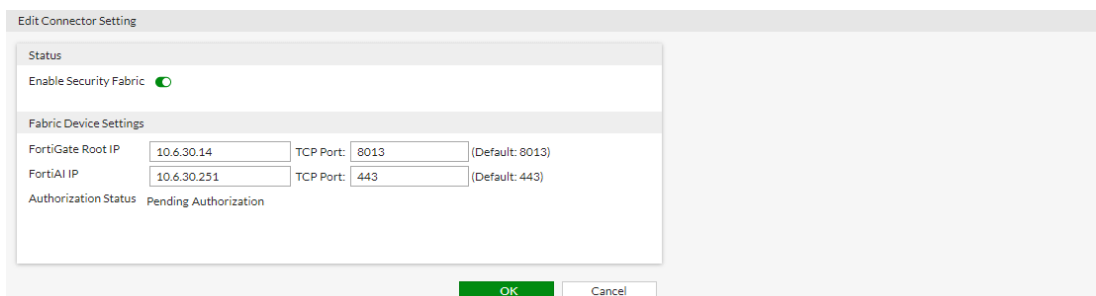 Edit Connector Setting
Status
Enable Security Fabric
Fabric Device Settings
FortiGate Root IP 10.6.30.14 TCP Port: 8013 (Default: 8013)
FortiAI IP 10.6.30.251 TCP Port: 443 (Default: 443)
Authorization Status Pending Authorization
OK Cancel